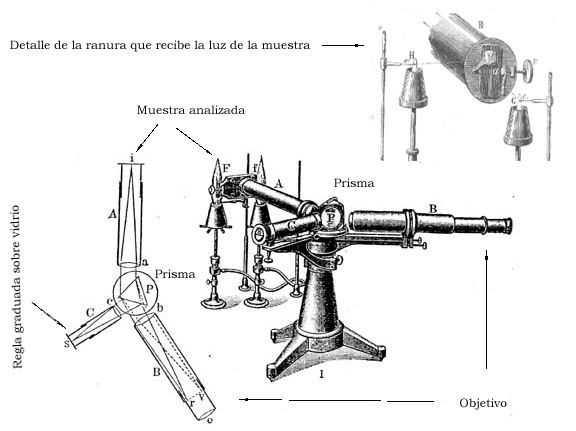 Detalle de la ranura que recibe la luz de la muestra
B
H
G
Muestra analizada
i
F
f
A
Prisma
B
P
A
a
Prisma
P
c
b
C
s
B
r
v
o
1
Regla graduada sobre vidrio
Objetivo